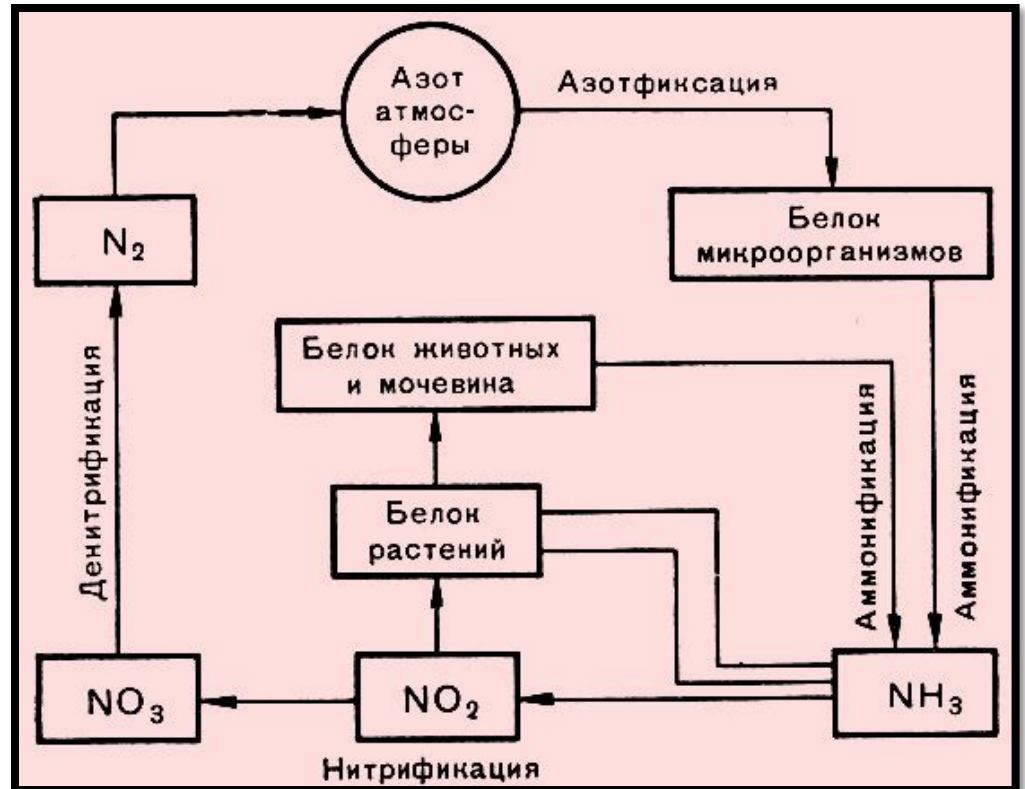 Азот
атмос-
феры
Азотфиксация
N₂
Белок
микроорганизмов
Белок животных
и мочевина
Денитрификация
Аммонификация
Аммонификация
Белок
растений
NO₃
NO₂
NH₃
Нитрификация